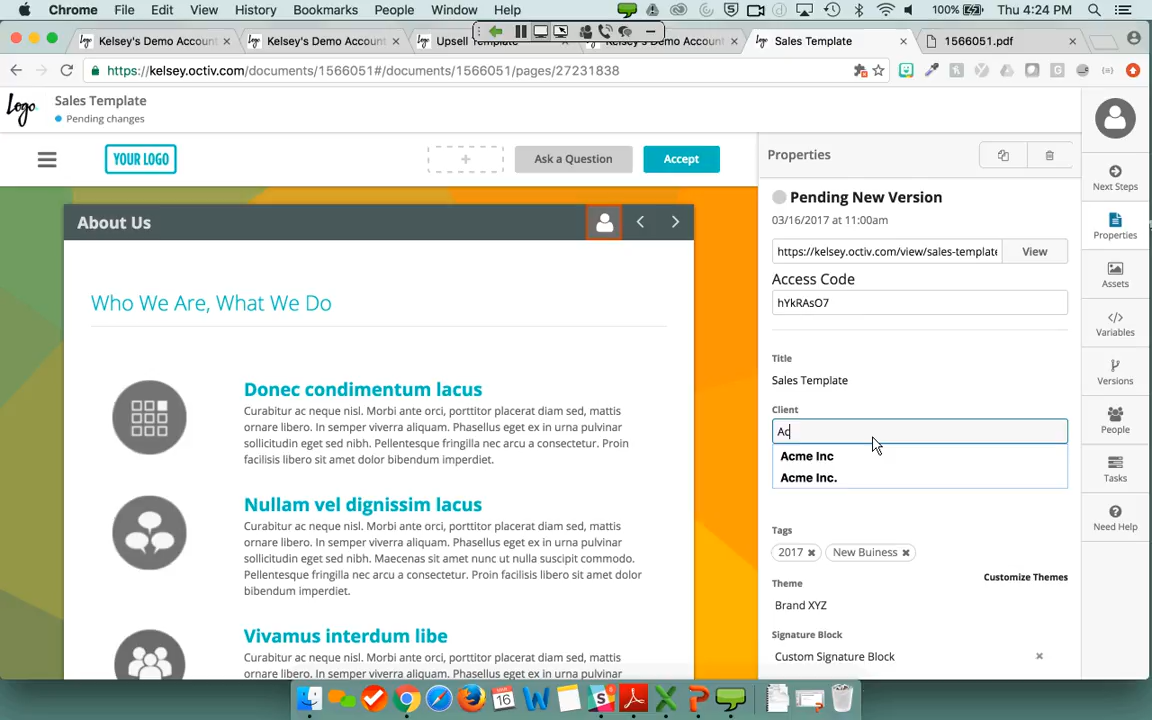 Chrome File Edit View History Bookmarks People Window Help
100% Thu 4:24 PM
Kelsey's Demo Account Kelsey's Demo Account Upsell Template Kelsey's Demo Account Sales Template 1566051.pdf
https://kelsey.octiv.com/documents/1566051#/documents/1566051/pages/27231838
Logo
Sales Template
Pending changes
YOUR LOGO
Ask a Question
Accept
About Us
Who We Are, What We Do
Donec condimentum lacus
Curabitur ac neque nisl. Morbi ante orci, porttitor placerat diam sed, mattis
ornare libero. In semper viverra aliquam. Phasellus eget ex in urna pulvinar
sollicitudin eget sed nibh. Pellentesque fringilla nec arcu a consectetur. Proin
facilisis libero sit amet dolor bibendum imperdiet.
Nullam vel dignissim lacus
Curabitur ac neque nisl. Morbi ante orci, porttitor placerat diam sed, mattis
ornare libero. In semper viverra aliquam. Phasellus eget ex in urna pulvinar
sollicitudin eget sed nibh. Maecenas sit amet nunc ut nulla suscipit commodo.
Pellentesque fringilla nec arcu a consectetur. Proin facilisis libero sit amet dolor
bibendum imperdiet.
Vivamus interdum libe
Curabitur ac neque nisl. Morbi ante orci, porttitor placerat diam sed, mattis
ornare libero. In semper viverra aliquam. Phasellus eget ex in urna pulvinar
Properties
Pending New Version
03/16/2017 at 11:00am
https://kelsey.octiv.com/view/sales-template
View
Access Code
hYkRAsO7
Title
Sales Template
Client
Ac
Acme Inc
Acme Inc.
Tags
2017
New Buiness
Theme
Customize Themes
Brand XYZ
Signature Block
Custom Signature Block
Next Steps
Properties
Assets
Variables
Versions
People
Tasks
Need Help
16